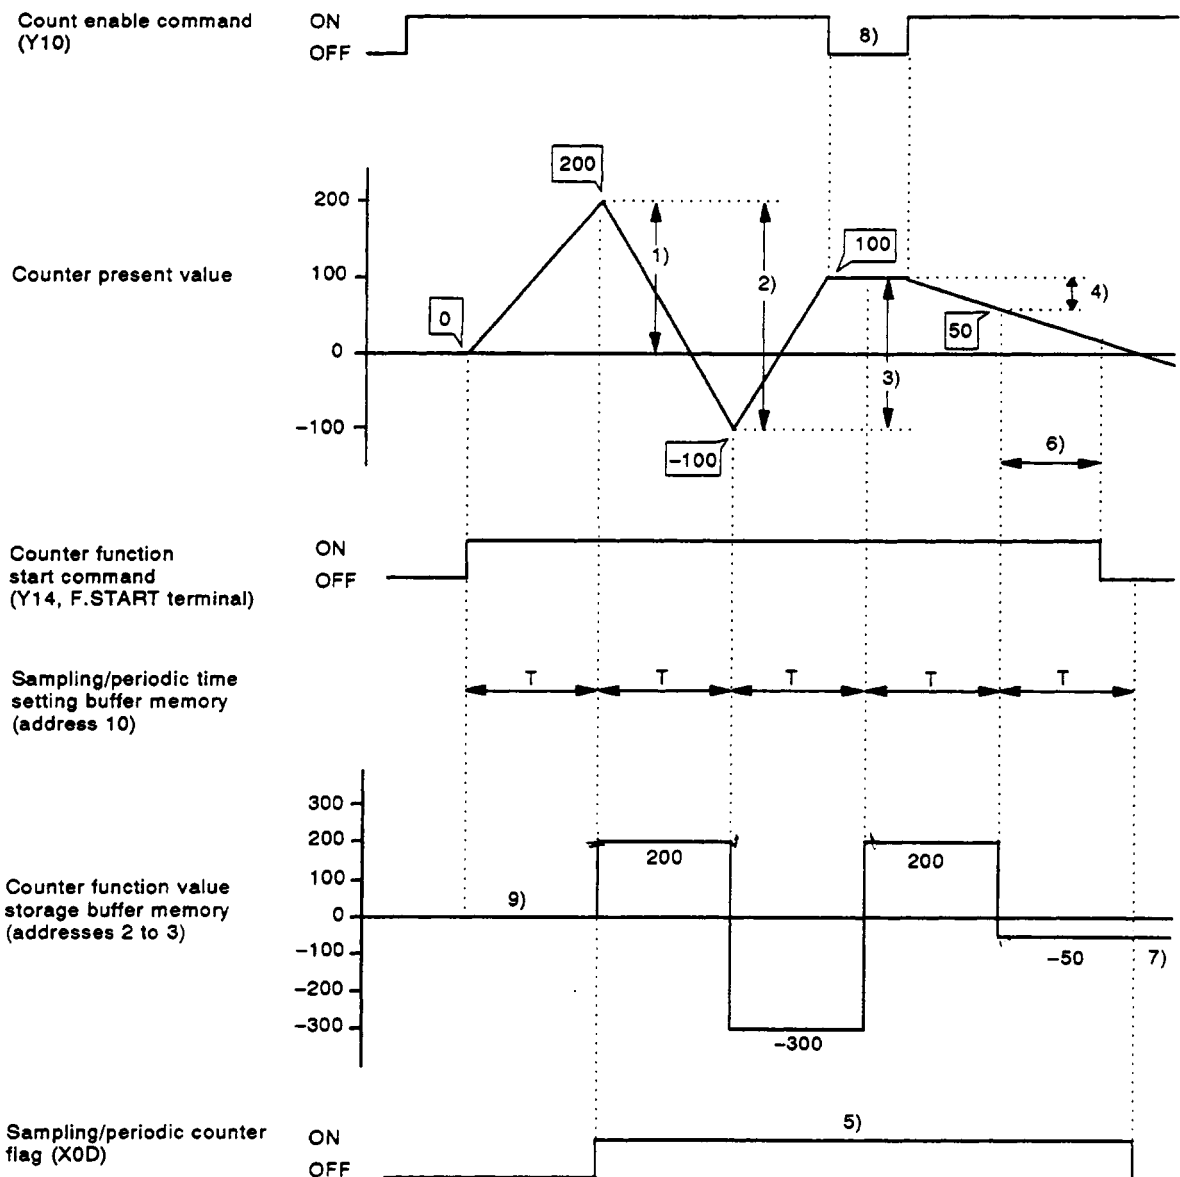 Count enable command
(Y10)
ON
OFF
8)
200
200
100
0
-100
Counter present value
0
1)
2)
100
4)
50
3)
-100
6)
Counter function
start command
(Y14, F.START terminal)
ON
OFF
Sampling/periodic time
setting buffer memory
(address 10)
T
T
T
T
T
300
200
100
0
-100
-200
-300
Counter function value
storage buffer memory
(addresses 2 to 3)
9)
200
-300
200
-50
7)
Sampling/periodic counter
flag (X0D)
ON
OFF
5)